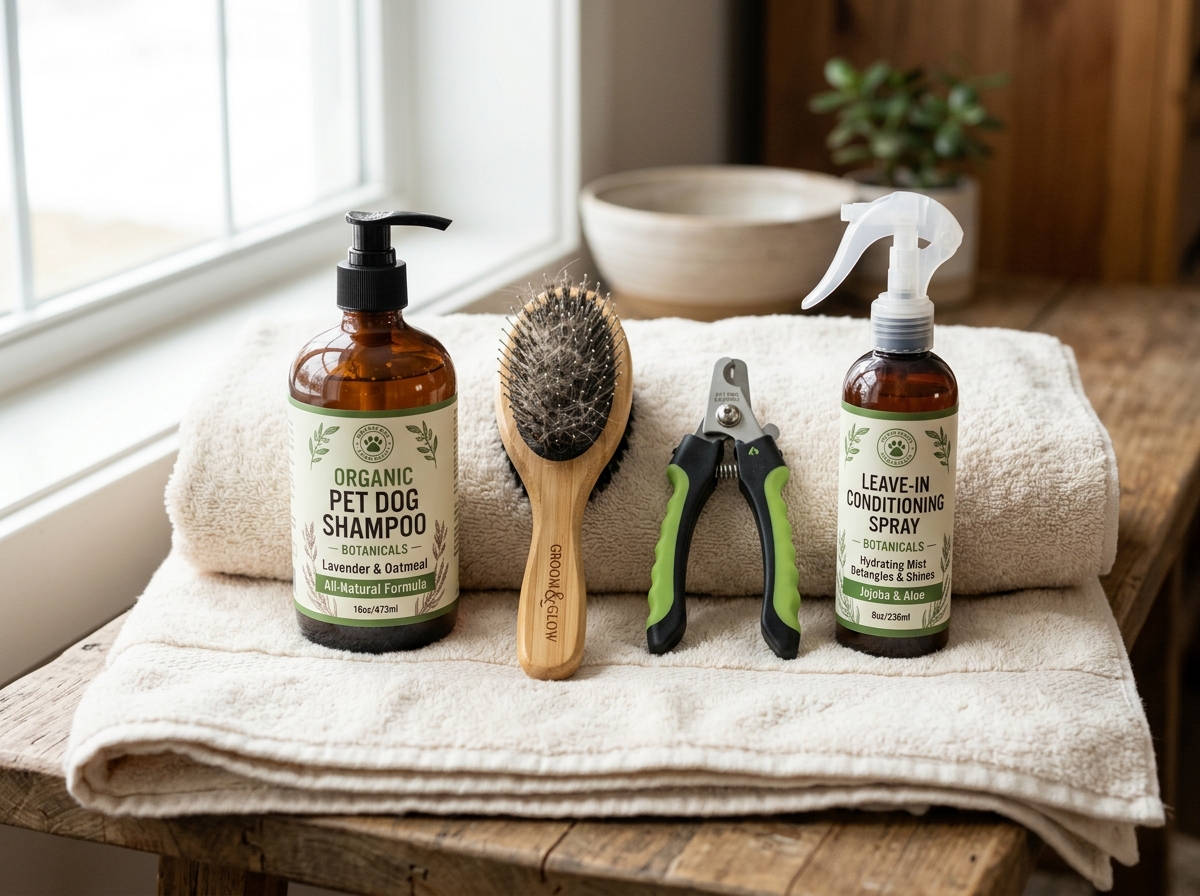 ORGANIC
PET DOG
SHAMPOO
— BOTANICALS —
Lavender & Oatmeal
All-Natural Formula
16oz/473ml
GROOM&GLOW
LEAVE-IN
CONDITIONING
SPRAY
— BOTANICALS —
Hydrating Mist
Detangles & Shines
Jojoba & Aloe
8oz/236ml